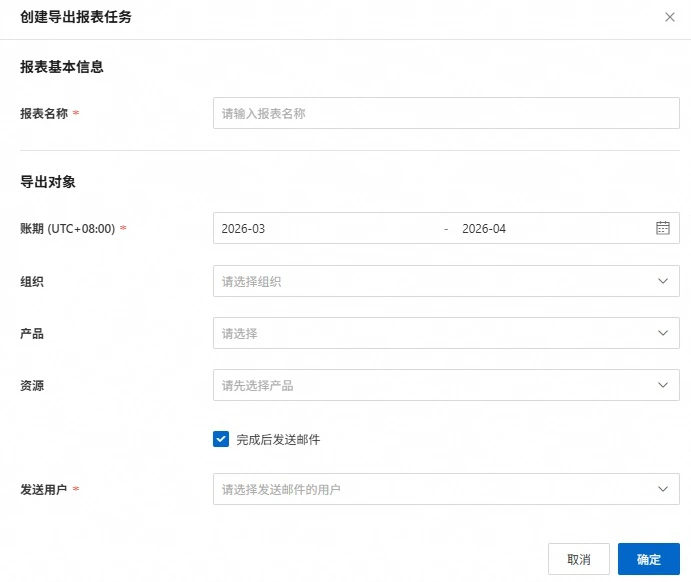 创建导出报表任务
报表基本信息
报表名称 *
请输入报表名称
导出对象
账期 (UTC+08:00) *
2026-03 - 2026-04
组织
请选择组织
产品
请选择
资源
请先选择产品
完成后发送邮件
发送用户 *
请选择发送邮件的用户
取消
确定